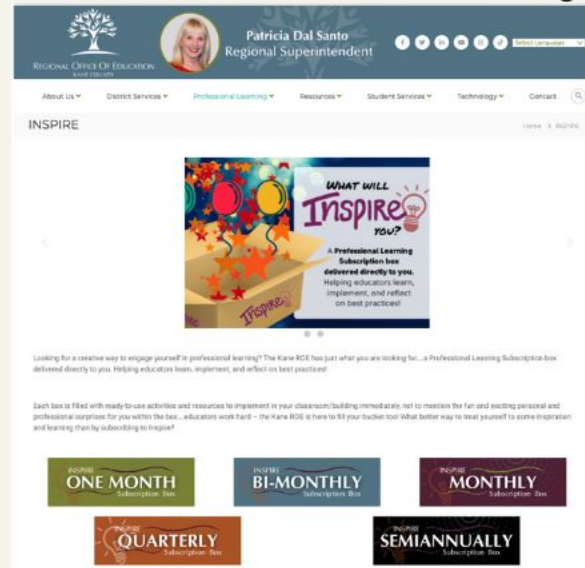 Patricia Dal Santo
Regional Superintendent
REGIONAL OFFICE OF EDUCATION
KANE COUNTY
Select Language
About Us
District Services
Professional Learning
Resources
Student Services
Technology
Contact
INSPIRE
Home > INSPIRE
WHAT WILL
INSPIRE
YOU?
A Professional Learning
Subscription box
delivered directly to you.
Helping educators learn,
implement, and reflect
on best practices!
INSPIRE
Looking for a creative way to engage yourself in professional learning? The Kane ROE has just what you are looking for...a Professional Learning Subscription box
delivered directly to you. Helping educators learn, implement, and reflect on best practices!
Each box is filled with ready-to-use activities and resources to implement in your classroom/building immediately, not to mention the fun and exciting personal and
professional surprises for you within the box...educators work hard – the Kane ROE is here to fill your bucket too! What better way to treat yourself to some inspiration
and learning than by subscribing to Inspire?
INSPIRE
ONE MONTH
Subscription Box
INSPIRE
BI-MONTHLY
Subscription Box
INSPIRE
MONTHLY
Subscription Box
INSPIRE
QUARTERLY
Subscription Box
INSPIRE
SEMIANNUALLY
Subscription Box